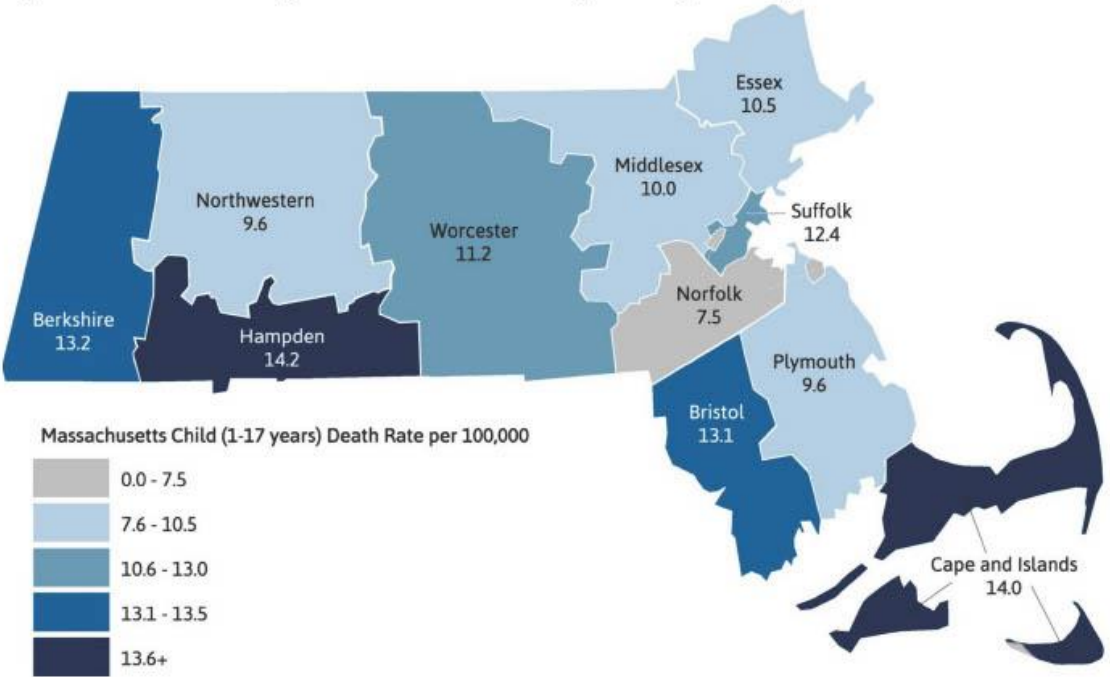 Essex
10.5
Middlesex
10.0
Northwestern
9.6
Suffolk
12.4
Worcester
11.2
Norfolk
7.5
Berkshire
13.2
Hampden
14.2
Plymouth
9.6
Bristol
13.1
Massachusetts Child (1-17 years) Death Rate per 100,000
0.0 - 7.5
7.6 - 10.5
10.6 - 13.0
13.1 - 13.5
13.6+
Cape and Islands
14.0